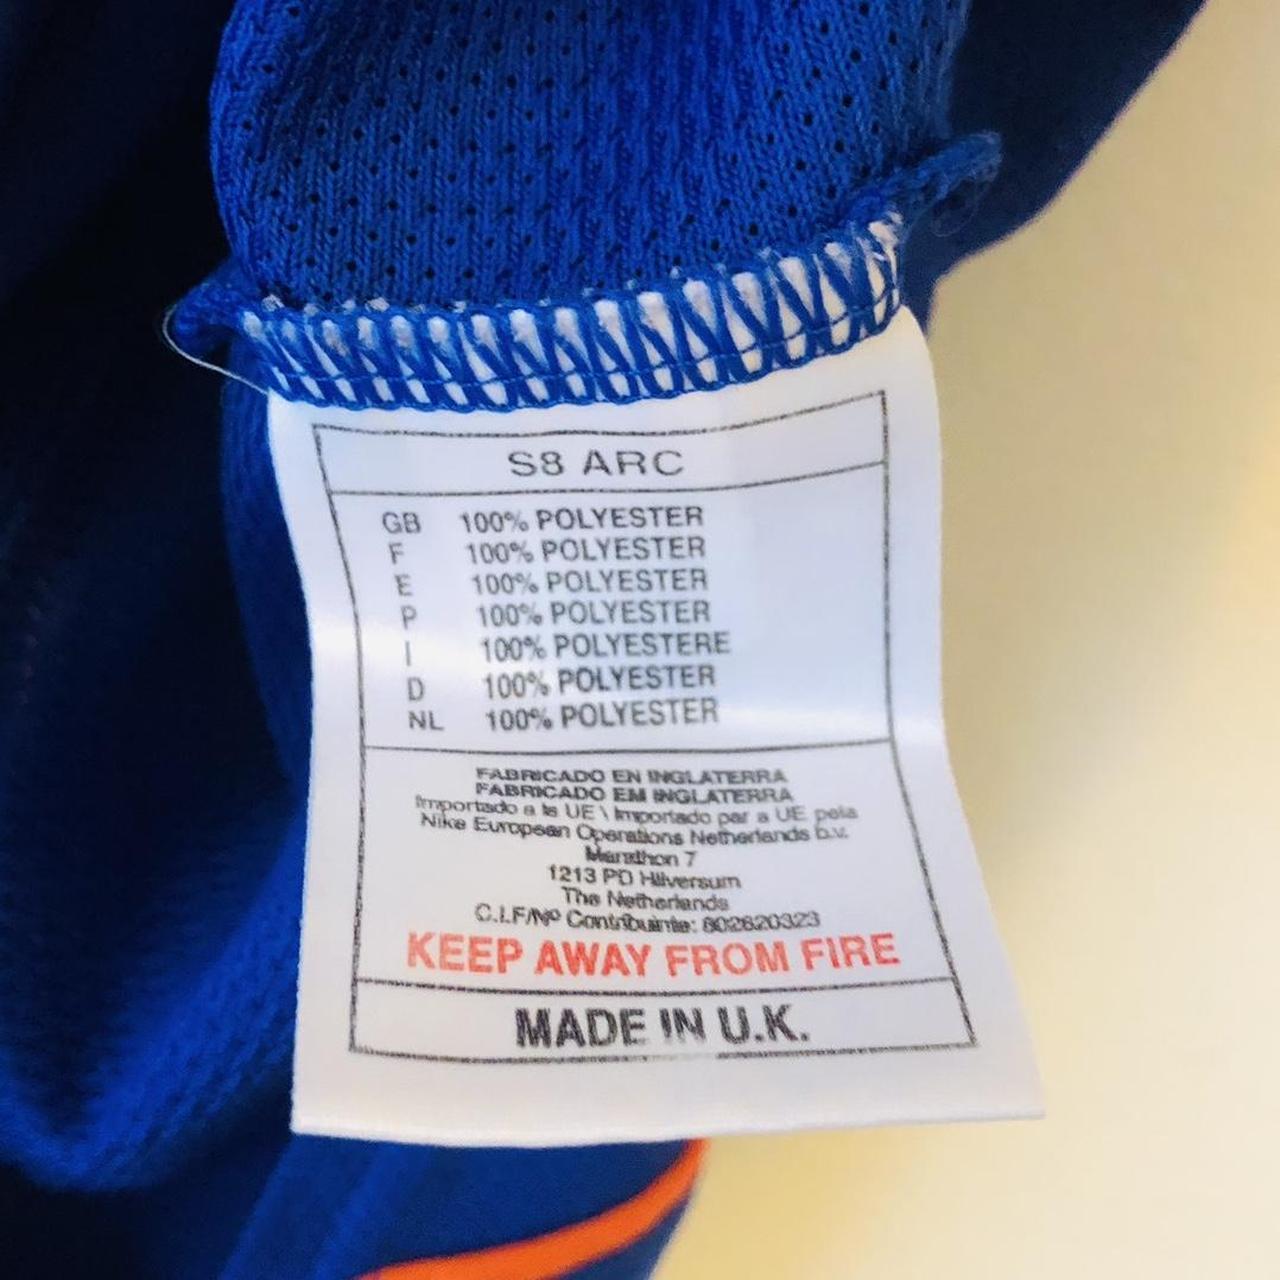 S8 ARC
GB 100% POLYESTER
F 100% POLYESTER
E 100% POLYESTER
P 100% POLYESTER
I 100% POLYESTERE
D 100% POLYESTER
NL 100% POLYESTER
FABRICADO EN INGLATERRA
FABRICADO EM INGLATERRA
Importado a la UE \ Importado par a UE pela
Nike European Operations Netherlands b.v.
Marathon 7
1213 PD Hilversum
The Netherlands
C.I.F/Nº Contribuinte: 802620323
KEEP AWAY FROM FIRE
MADE IN U.K.